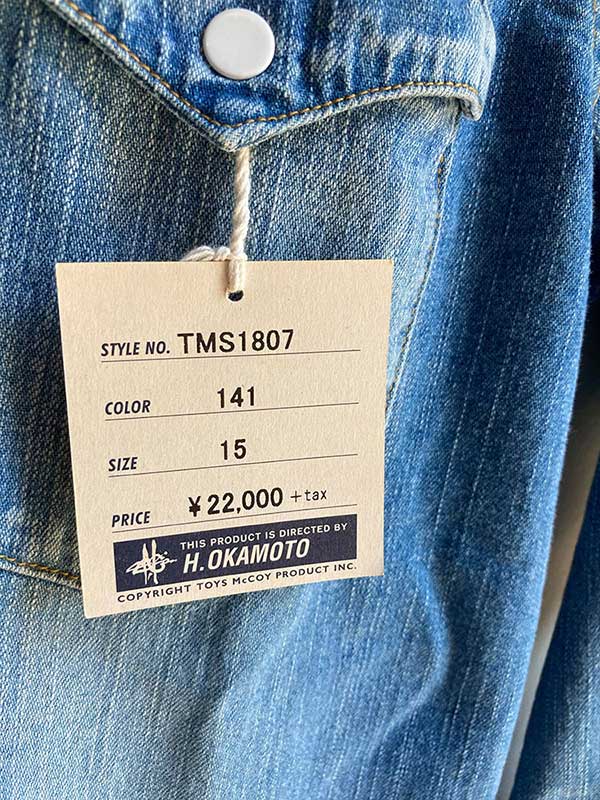 STYLE NO. TMS1807
COLOR 141
SIZE 15
PRICE ¥22,000 +tax
THIS PRODUCT IS DIRECTED BY
H. OKAMOTO
COPYRIGHT TOYS McCOY PRODUCT INC.